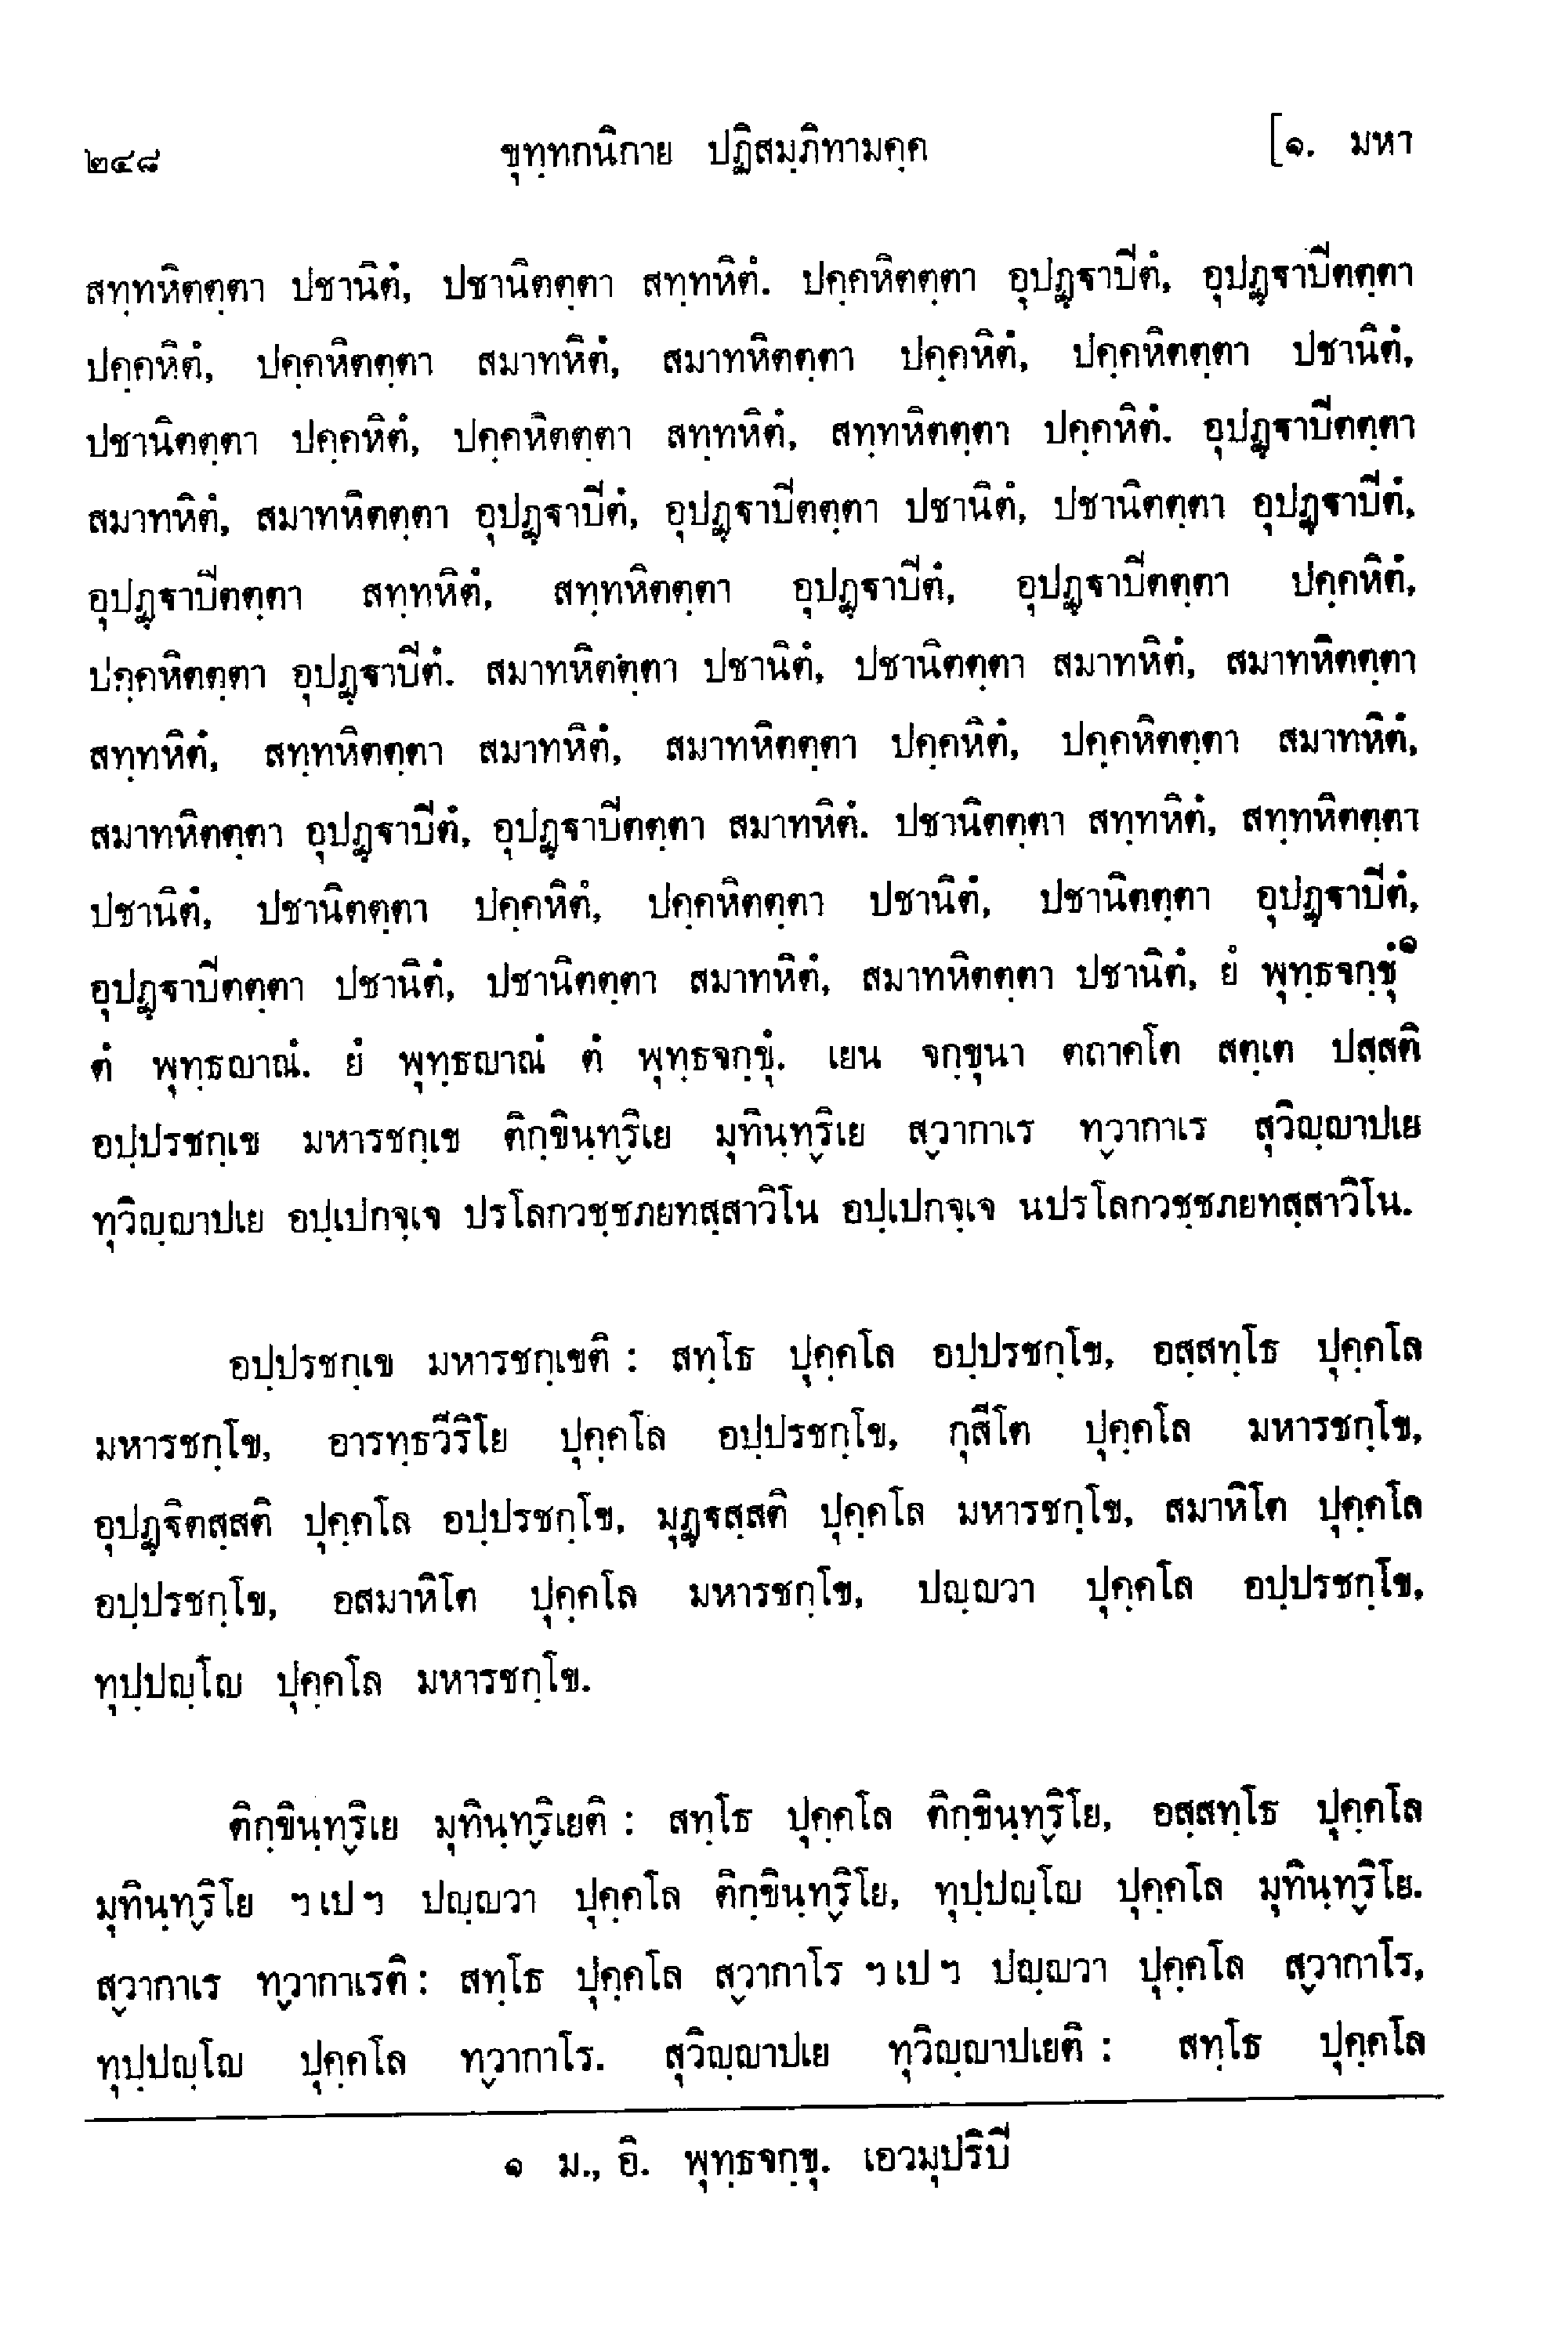 ๒๔๘ ขุทฺทกนิกาย ปฏิสมฺภิทามคฺค [๑. มหา
สทฺทหิตตฺตา ปชานิตํ, ปชานิตตฺตา สทฺทหิตํ. ปคฺคหิตตฺตา อุปฏฺฐาปีตํ, อุปฏฺฐาปีตตฺตา
ปคฺคหิตํ, ปคฺคหิตตฺตา สมาทหิตํ, สมาทหิตตฺตา ปคฺคหิตํ, ปคฺคหิตตฺตา ปชานิตํ,
ปชานิตตฺตา ปคฺคหิตํ, ปคฺคหิตตฺตา สทฺทหิตํ, สทฺทหิตตฺตา ปคฺคหิตํ. อุปฏฺฐาปีตตฺตา
สมาทหิตํ, สมาทหิตตฺตา อุปฏฺฐาปีตํ, อุปฏฺฐาปีตตฺตา ปชานิตํ, ปชานิตตฺตา อุปฏฺฐาปีตํ,
อุปฏฺฐาปีตตฺตา สทฺทหิตํ, สทฺทหิตตฺตา อุปฏฺฐาปีตํ, อุปฏฺฐาปีตตฺตา ปคฺคหิตํ,
ปคฺคหิตตฺตา อุปฏฺฐาปีตํ. สมาทหิตตฺตา ปชานิตํ, ปชานิตตฺตา สมาทหิตํ, สมาทหิตตฺตา
สทฺทหิตํ, สทฺทหิตตฺตา สมาทหิตํ, สมาทหิตตฺตา ปคฺคหิตํ, ปคฺคหิตตฺตา สมาทหิตํ,
สมาทหิตตฺตา อุปฏฺฐาปีตํ, อุปฏฺฐาปีตตฺตา สมาทหิตํ. ปชานิตตฺตา สทฺทหิตํ, สทฺทหิตตฺตา
ปชานิตํ, ปชานิตตฺตา ปคฺคหิตํ, ปคฺคหิตตฺตา ปชานิตํ, ปชานิตตฺตา อุปฏฺฐาปีตํ,
อุปฏฺฐาปีตตฺตา ปชานิตํ, ปชานิตตฺตา สมาทหิตํ, สมาทหิตตฺตา ปชานิตํ, ยํ พุทฺธจกฺขุํ๑
ตํ พุทฺธญาณํ. ยํ พุทฺธญาณํ ตํ พุทฺธจกฺขุํ. เยน จกฺขุนา ตถาคโต สตฺเต ปสฺสติ
อปฺปรชกฺเข มหารชกฺเข ติกฺขินฺทฺริเย มุทินฺทฺริเย สฺวากาเร ทฺวากาเร สุวิญฺญาปเย
ทุวิญฺญาปเย อปฺเปกจฺเจ ปรโลกวชฺชภยทสฺสาวิโน อปฺเปกจฺเจ นปรโลกวชฺชภยทสฺสาวิโน.
อปฺปรชกฺเข มหารชกฺเขติ : สทฺโธ ปุคฺคโล อปฺปรชกฺโข, อสฺสทฺโธ ปุคฺคโล
มหารชกฺโข, อารทฺธวีริโย ปุคฺคโล อปฺปรชกฺโข, กุสีโต ปุคฺคโล มหารชกฺโข,
อุปฏฺฐิตสฺสติ ปุคฺคโล อปฺปรชกฺโข, มุฏฺฐสฺสติ ปุคฺคโล มหารชกฺโข, สมาหิโต ปุคฺคโล
อปฺปรชกฺโข, อสมาหิโต ปุคฺคโล มหารชกฺโข, ปญฺญวา ปุคฺคโล อปฺปรชกฺโข,
ทุปฺปญฺโญ ปุคฺคโล มหารชกฺโข.
ติกฺขินฺทฺริเย มุทินฺทฺริเยติ : สทฺโธ ปุคฺคโล ติกฺขินฺทฺริโย, อสฺสทฺโธ ปุคฺคโล
มุทินฺทฺริโย ฯ เป ฯ ปญฺญวา ปุคฺคโล ติกฺขินฺทฺริโย, ทุปฺปญฺโญ ปุคฺคโล มุทินฺทฺริโย.
สฺวากาเร ทฺวากาเรติ : สทฺโธ ปุคฺคโล สฺวากาโร ฯ เป ฯ ปญฺญวา ปุคฺคโล สฺวากาโร,
ทุปฺปญฺโญ ปุคฺคโล ทฺวากาโร. สุวิญฺญาปเย ทุวิญฺญาปเยติ : สทฺโธ ปุคฺคโล
๑ ม., อิ. พุทฺธจกฺขุ. เอวมุปริปี